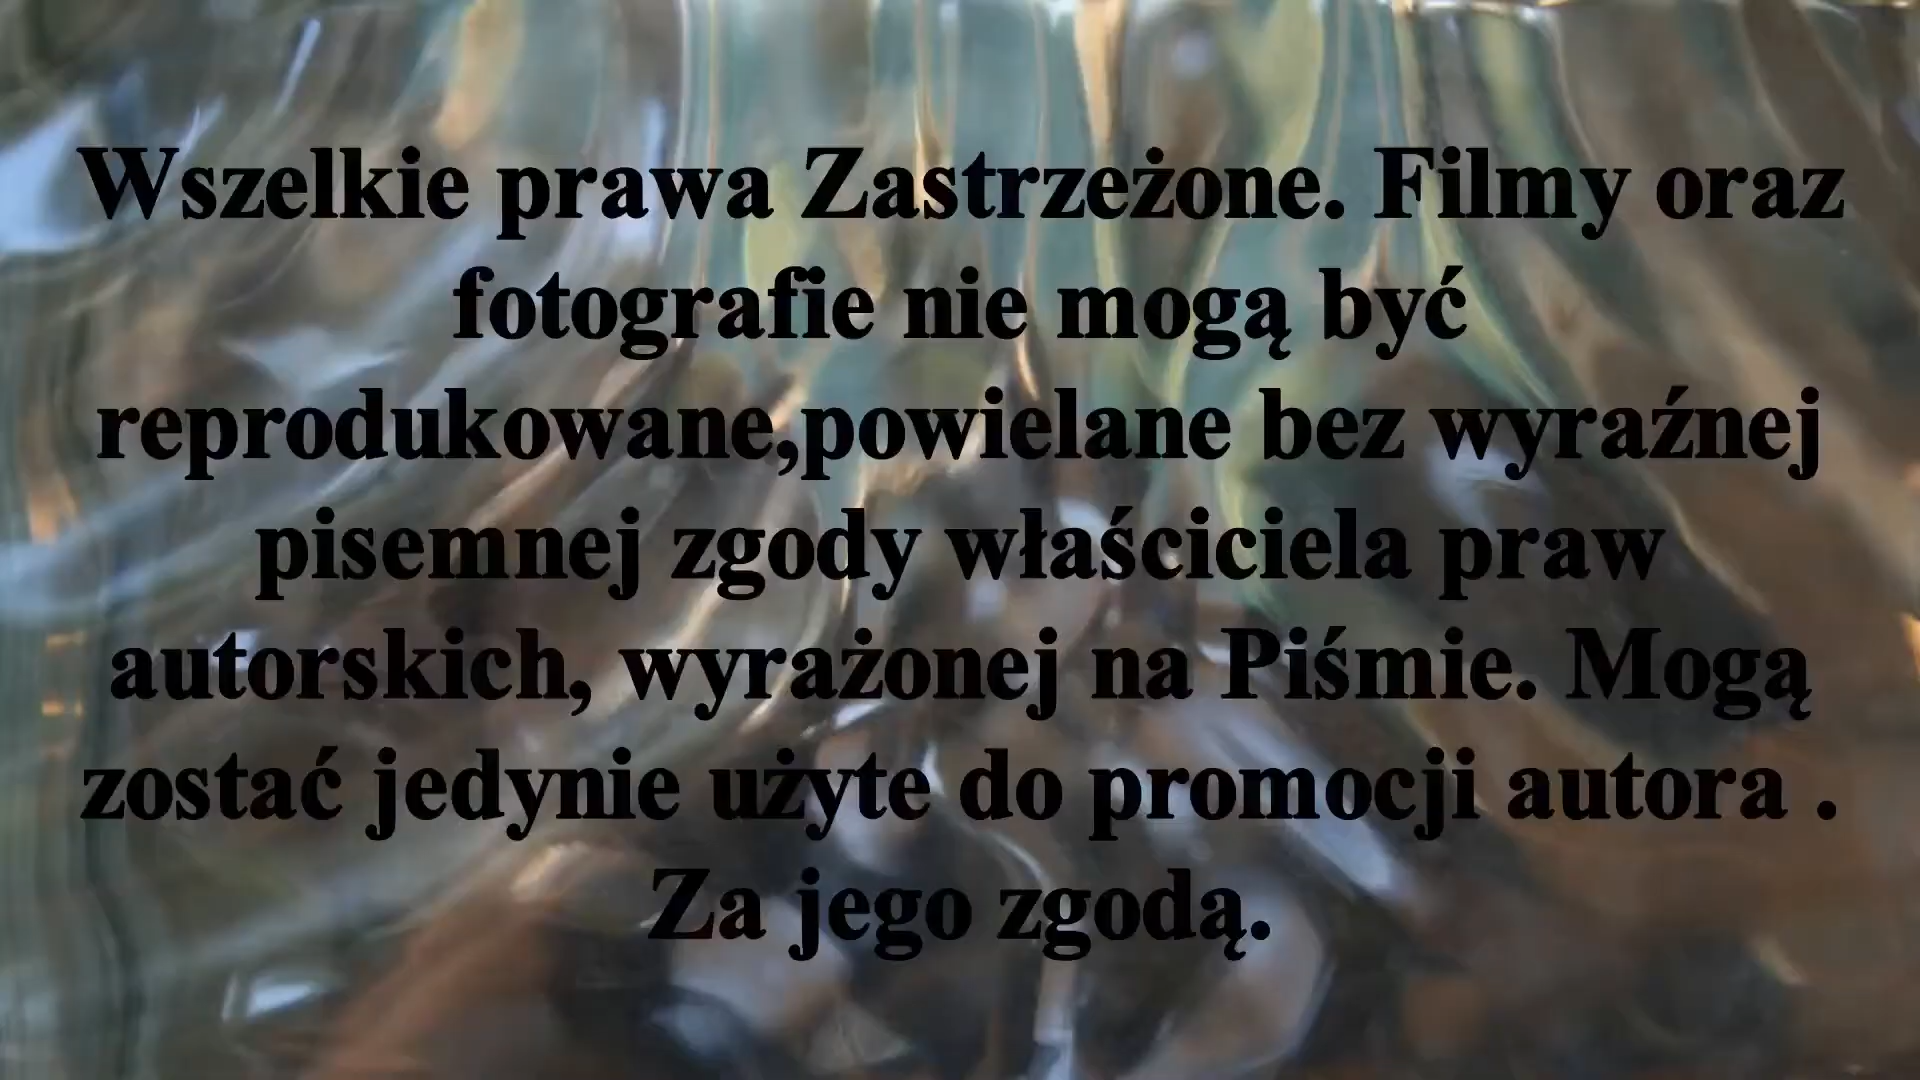 Wszelkie prawa Zastrzeżone. Filmy oraz
fotografie nie mogą być
reprodukowane,powielane bez wyraźnej
pisemnej zgody właściciela praw
autorskich, wyrażonej na Piśmie. Mogą
zostać jedynie użyte do promocji autora .
Za jego zgodą.